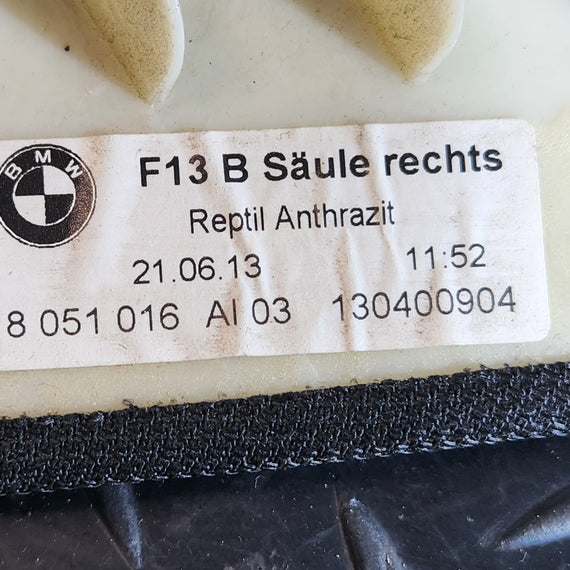 BMW
F13 B Säule rechts
Reptil Anthrazit
21.06.13 11:52
8 051 016 AI 03 130400904